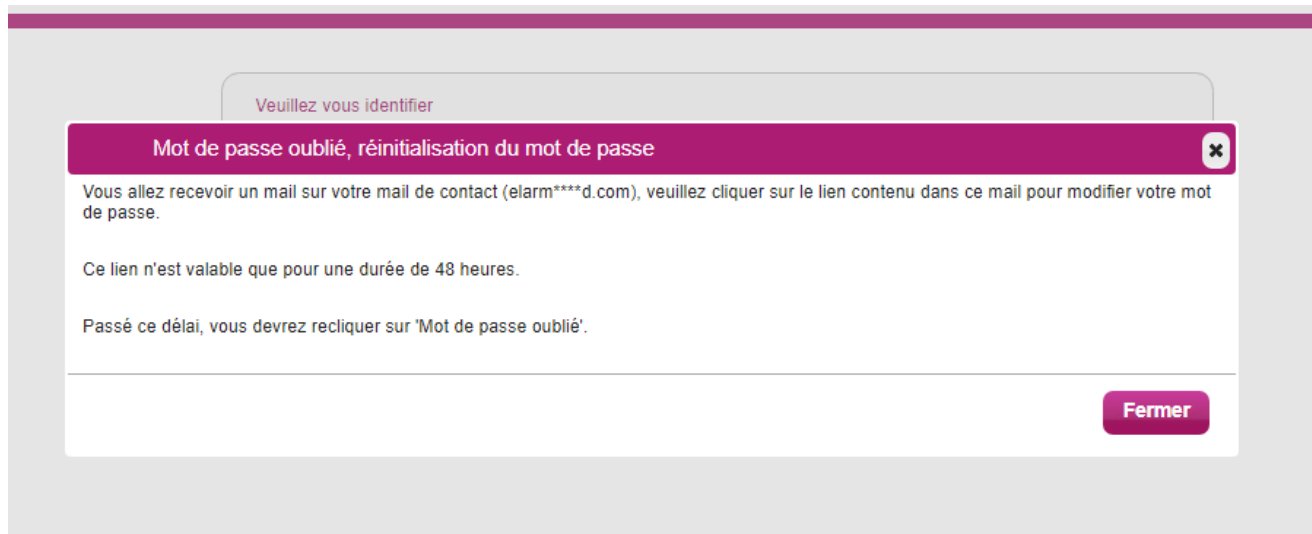 Veuillez vous identifier
Mot de passe oublié, réinitialisation du mot de passe
Vous allez recevoir un mail sur votre mail de contact (elarm****d.com), veuillez cliquer sur le lien contenu dans ce mail pour modifier votre mot
de passe.
Ce lien n'est valable que pour une durée de 48 heures.
Passé ce délai, vous devrez recliquer sur 'Mot de passe oublié'.
Fermer